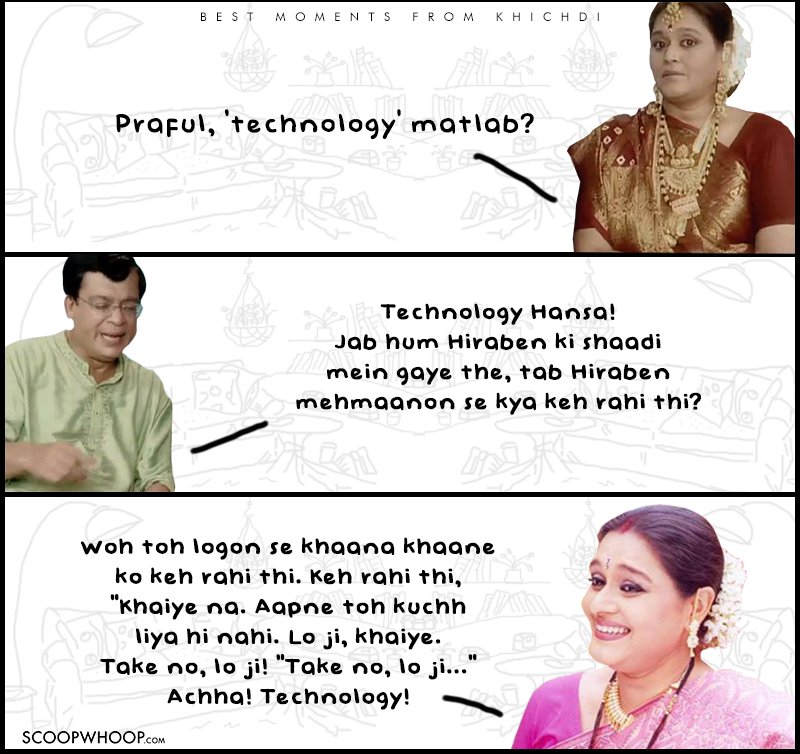 BEST MOMENTS FROM KHICHDI
Praful, 'technology' matlab?
Technology Hansa!
Jab hum Hiraben ki shaadi
mein gaye the, tab Hiraben
mehmaanon se kya keh rahi thi?
Woh toh logon se khaana khaane
ko keh rahi thi. Keh rahi thi,
"Khaiye na. Aapne toh kuchh
liya hi nahi. Lo ji, khaiye.
Take no, lo ji! "Take no, lo ji..."
Achha! Technology!
SCOOPWHOOP.COM